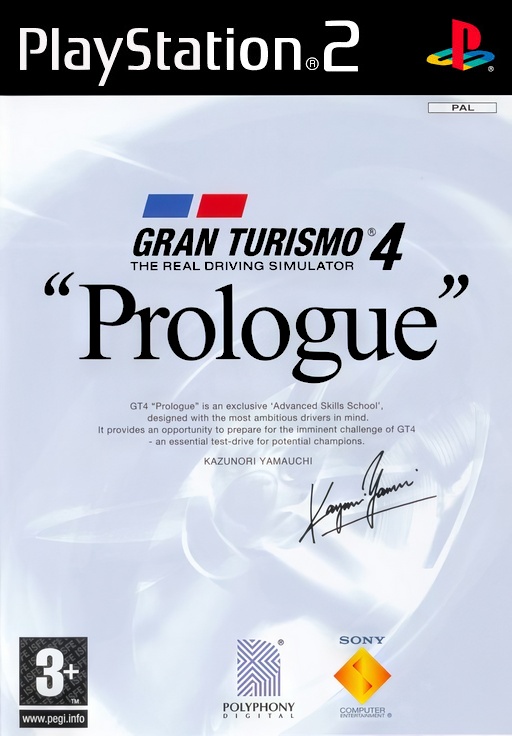 PlayStation®2
®
PAL
GRAN TURISMO® 4
THE REAL DRIVING SIMULATOR
“Prologue”
GT4 “Prologue” is an exclusive ‘Advanced Skills School’,
designed with the most ambitious drivers in mind.
It provides an opportunity to prepare for the imminent challenge of GT4
- an essential test-drive for potential champions.
KAZUNORI YAMAUCHI
3+
TM
www.pegi.info
®
POLYPHONY
DIGITAL
SONY
COMPUTER
ENTERTAINMENT®